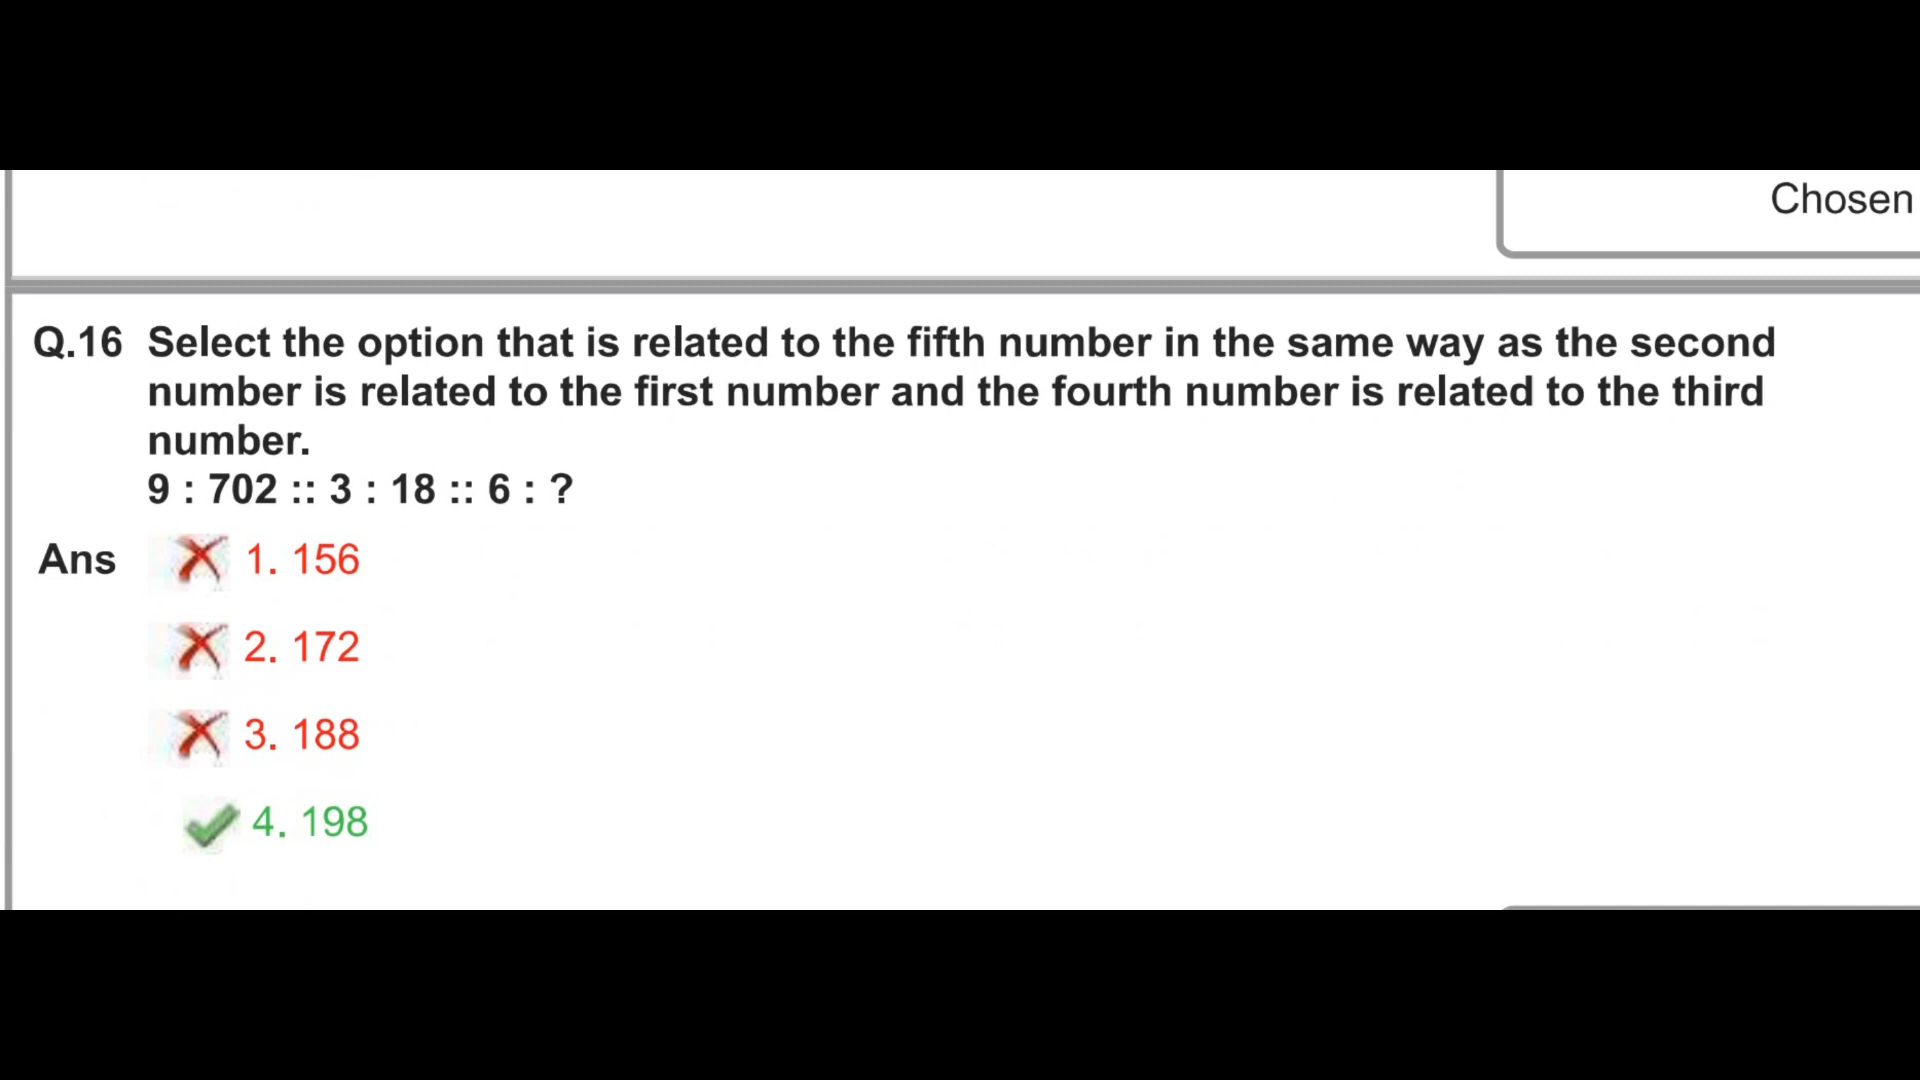 Chosen
Q.16 Select the option that is related to the fifth number in the same way as the second
number is related to the first number and the fourth number is related to the third
number.
9 : 702 :: 3 : 18 :: 6 : ?
Ans 1. 156
2. 172
3. 188
4. 198